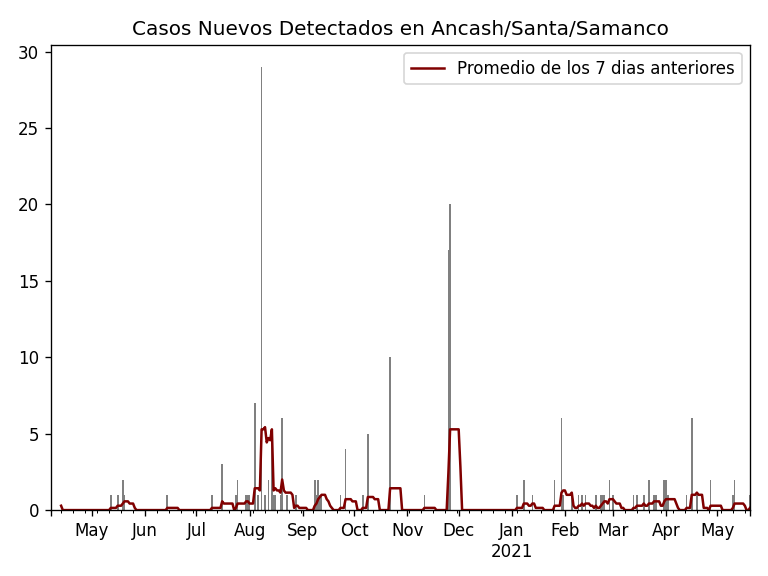 Casos Nuevos Detectados en Ancash/Santa/Samanco
Promedio de los 7 dias anteriores
30
25
20
15
10
5
0
May Jun Jul Aug Sep Oct Nov Dec Jan Feb Mar Apr May
2021